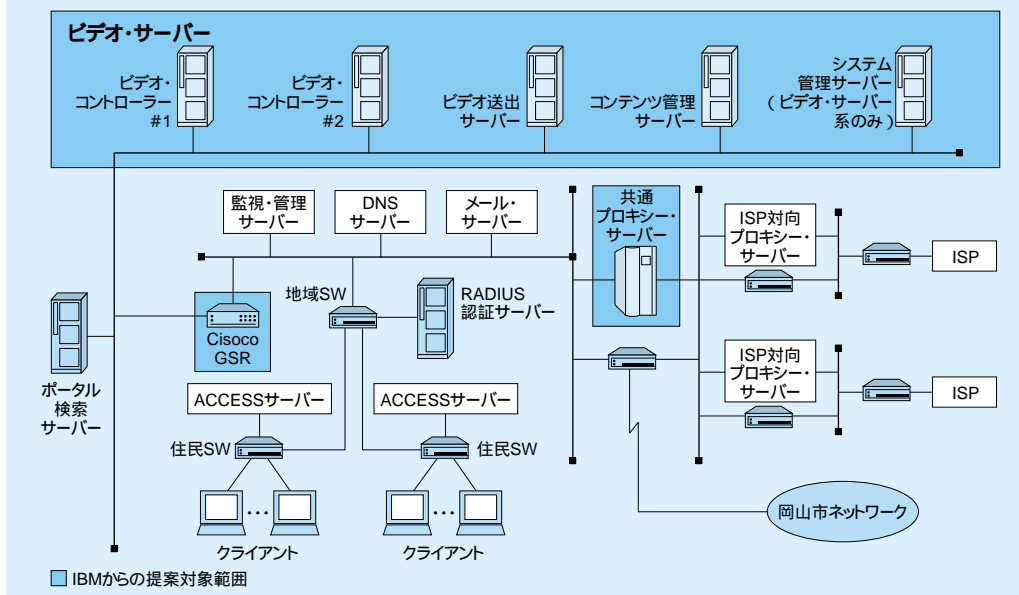 ビデオ・サーバー
ビデオ・
コントローラー
#1
ビデオ・
コントローラー
#2
ビデオ送出
サーバー
コンテンツ管理
サーバー
システム
管理サーバー
(ビデオ・サーバー
系のみ)
監視・管理
サーバー
DNS
サーバー
メール・
サーバー
共通
プロキシー・
サーバー
ISP対向
プロキシー・
サーバー
ISP
地域SW
RADIUS
認証サーバー
Cisoco
GSR
ポータル
検索
サーバー
ACCESSサーバー
ACCESSサーバー
ISP対向
プロキシー・
サーバー
ISP
住民SW
住民SW
…
…
クライアント
クライアント
岡山市ネットワーク
IBMからの提案対象範囲